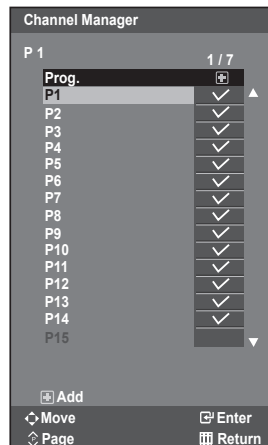 Channel Manager
P 1
1 / 7
Prog.
P1
P2
P3
P4
P5
P6
P7
P8
P9
P10
P11
P12
P13
P14
P15
Add
Move Enter
Page Return